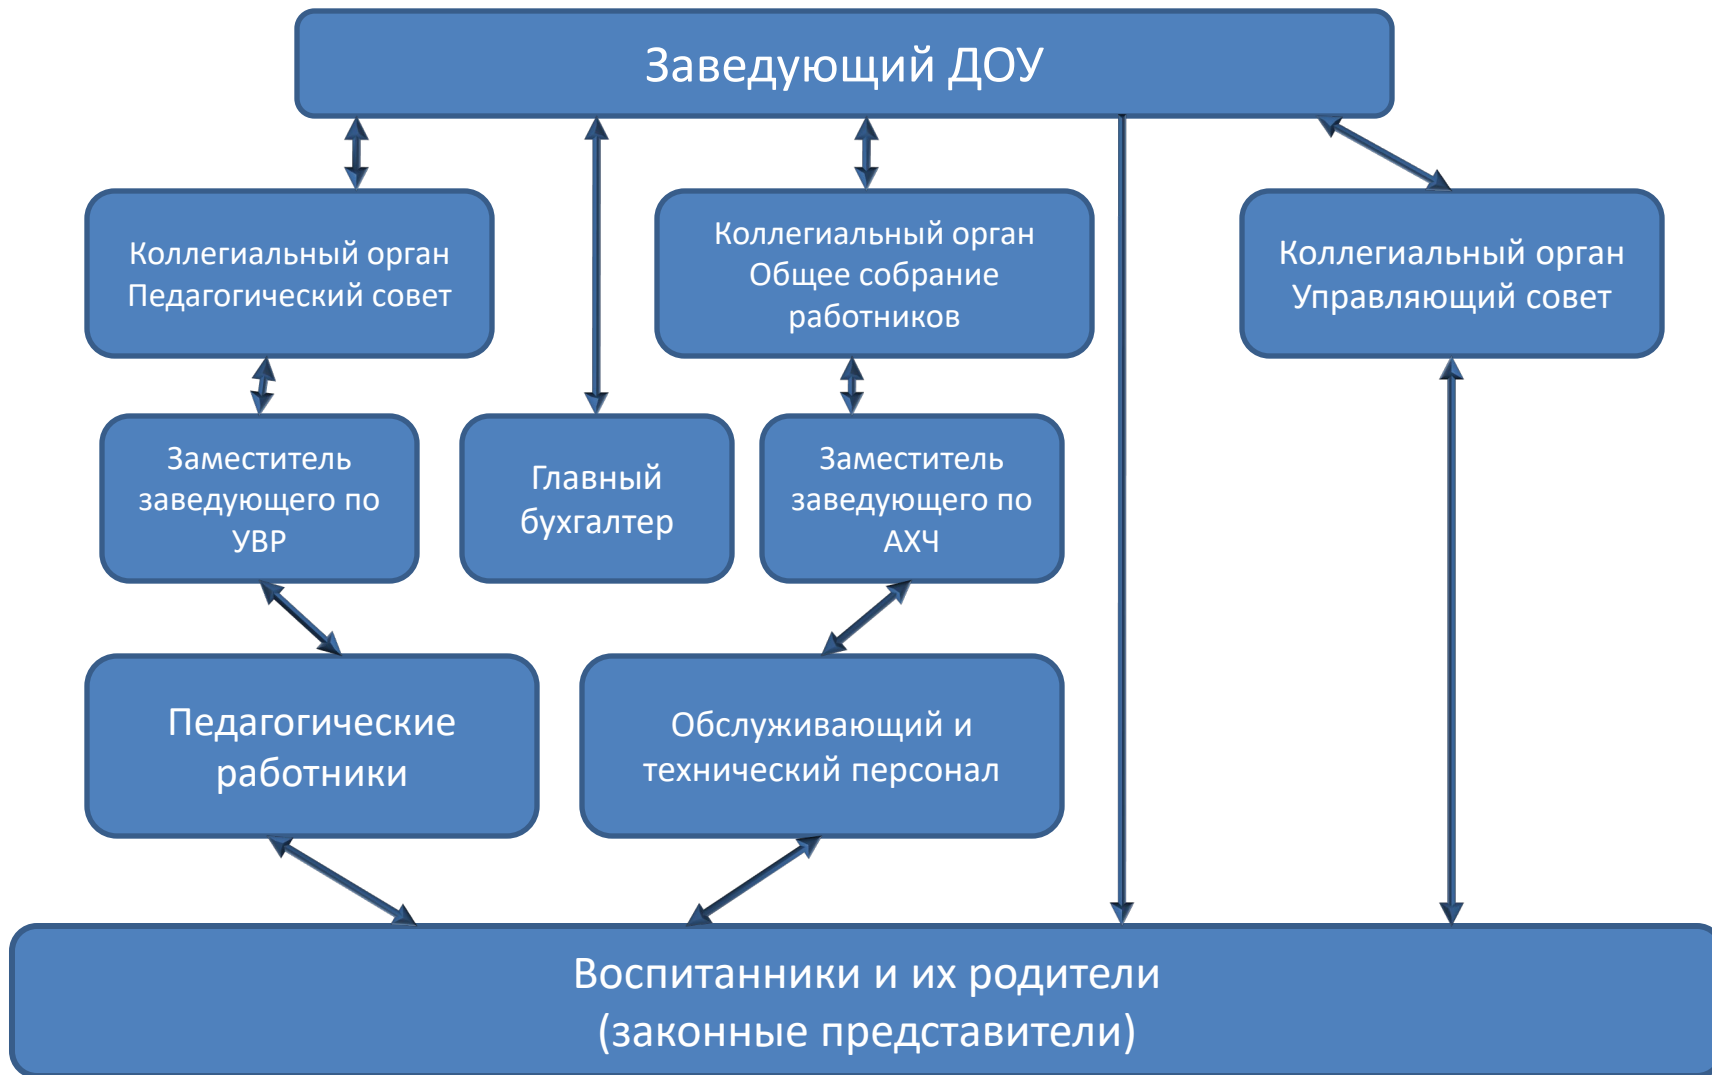 Заведующий ДОУ
Коллегиальный орган
Педагогический совет
Коллегиальный орган
Общее собрание
работников
Коллегиальный орган
Управляющий совет
Заместитель
заведующего по
УВР
Главный
бухгалтер
Заместитель
заведующего по
АХЧ
Педагогические
работники
Обслуживающий и
технический персонал
Воспитанники и их родители
(законные представители)